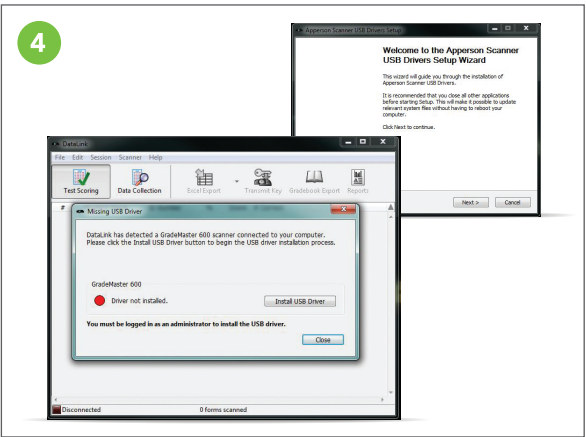 4
Apperson Scanner USB Drivers Setup
Welcome to the Apperson Scanner
USB Drivers Setup Wizard
This wizard will guide you through the installation of
Apperson Scanner USB Drivers.
It is recommended that you close all other applications
before starting Setup. This will make it possible to update
relevant system files without having to reboot your
computer.
Click Next to continue.
Next >
Cancel
DataLink
File Edit Session Scanner Help
Test Scoring
Data Collection
Excel Export
Transmit Key
Gradebook Export
Reports
#
Missing USB Driver
DataLink has detected a GradeMaster 600 scanner connected to your computer.
Please click the Install USB Driver button to begin the USB driver installation process.
GradeMaster 600
Driver not installed.
Install USB Driver
You must be logged in as an administrator to install the USB driver.
Close
Disconnected
0 forms scanned